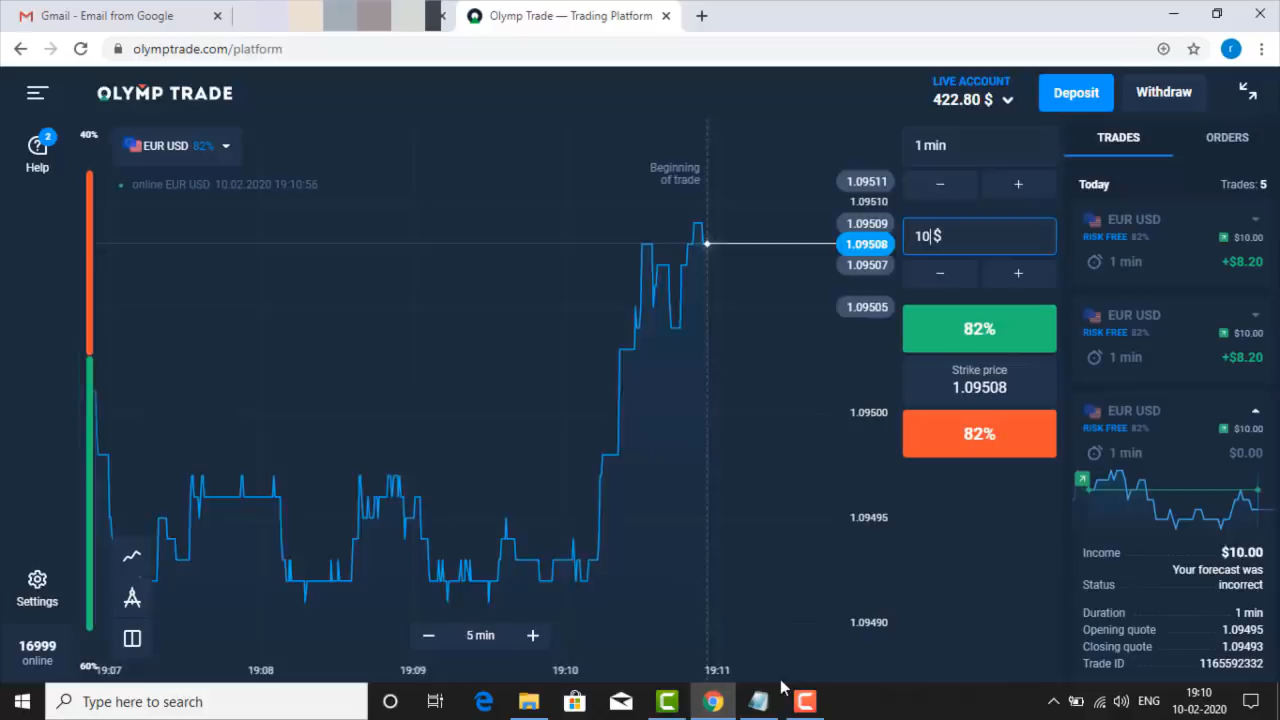 Gmail - Email from Google
Olymp Trade — Trading Platform
olymptrade.com/platform
r
OLYMP TRADE
LIVE ACCOUNT
422.80 $
Deposit
Withdraw
2
Help
40%
EUR USD 82%
online EUR USD 10.02.2020 19:10:56
Beginning
of trade
1.09511
1.09510
1.09509
1.09508
1.09507
1.09505
1.09500
1.09495
1.09490
1 min
− +
10 $
− +
82%
Strike price
1.09508
82%
TRADES
ORDERS
Today
Trades: 5
EUR USD
RISK FREE 82%
$10.00
1 min
+$8.20
EUR USD
RISK FREE 82%
$10.00
1 min
+$8.20
EUR USD
RISK FREE 82%
$10.00
1 min
$0.00
Income $10.00
Your forecast was
Status incorrect
Duration 1 min
Opening quote 1.09495
Closing quote 1.09493
Trade ID 1165592332
Settings
16999
online
60%
− 5 min +
19:07
19:08
19:09
19:10
19:11
Type here to search
ENG
19:10
10-02-2020